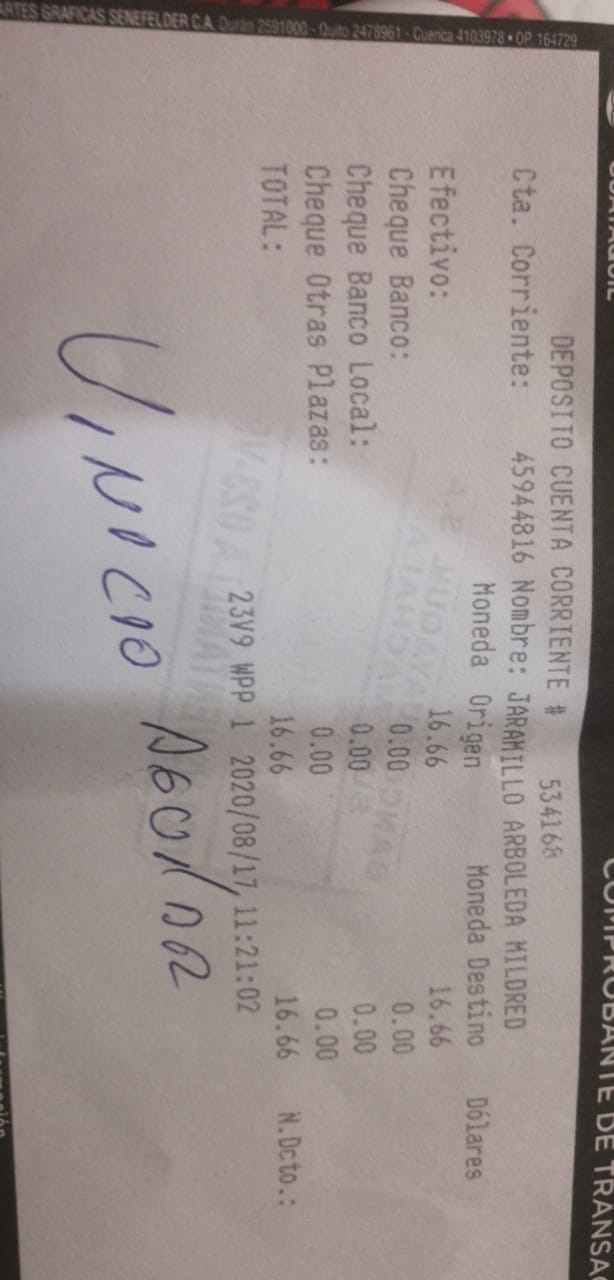 COMPROBANTE DE TRANSA
DEPOSITO CUENTA CORRIENTE # 534168
Cta. Corriente: 45944816 Nombre: JARAMILLO ARBOLEDA MILDRED
Moneda Origen Moneda Destino Dólares
Efectivo: 16.66 16.66
Cheque Banco: 0.00 0.00
Cheque Banco Local: 0.00 0.00
Cheque Otras Plazas: 0.00 0.00
TOTAL: 16.66 16.66 N.Dcto.:
23V9 WPP 1 2020/08/17,11:21:02
ARTES GRAFICAS SENEFELDER C.A. Durán 2591000 - Quito 2478961 - Cuenca 4103978 • OP. 164729